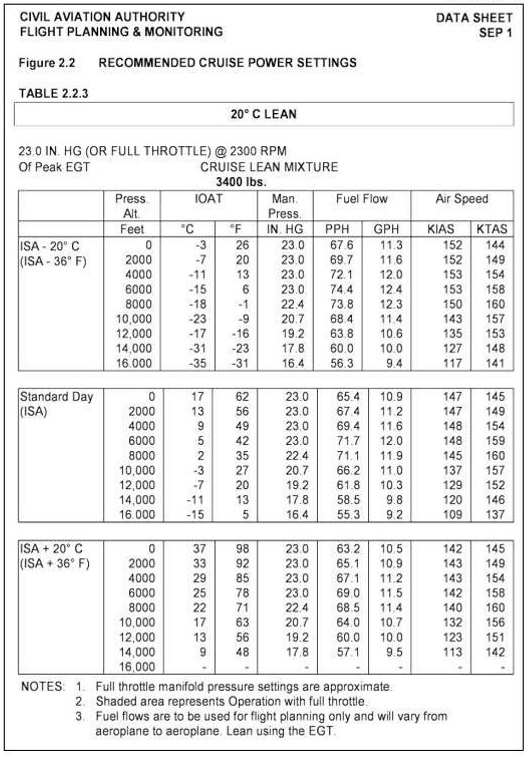 CIVIL AVIATION AUTHORITY DATA SHEET
FLIGHT PLANNING & MONITORING SEP 1
Figure 2.2 RECOMMENDED CRUISE POWER SETTINGS
TABLE 2.2.3
20° C LEAN
23.0 IN. HG (OR FULL THROTTLE) @ 2300 RPM
Of Peak EGT CRUISE LEAN MIXTURE
3400 lbs.
Press. IOAT Man. Fuel Flow Air Speed
Alt. Press.
Feet °C °F IN. HG PPH GPH KIAS KTAS
ISA - 20° C 0 -3 26 23.0 67.6 11.3 152 144
(ISA - 36° F) 2000 -7 20 23.0 69.7 11.6 152 149
4000 -11 13 23.0 72.1 12.0 153 154
6000 -15 6 23.0 74.4 12.4 153 158
8000 -18 -1 22.4 73.8 12.3 150 160
10,000 -23 -9 20.7 68.4 11.4 143 157
12,000 -17 -16 19.2 63.8 10.6 135 153
14,000 -31 -23 17.8 60.0 10.0 127 148
16.000 -35 -31 16.4 56.3 9.4 117 141
Standard Day 0 17 62 23.0 65.4 10.9 147 145
(ISA) 2000 13 56 23.0 67.4 11.2 147 149
4000 9 49 23.0 69.4 11.6 148 154
6000 5 42 23.0 71.7 12.0 148 159
8000 2 35 22.4 71.1 11.9 145 160
10,000 -3 27 20.7 66.2 11.0 137 157
12,000 -7 20 19.2 61.8 10.3 129 152
14,000 -11 13 17.8 58.5 9.8 120 146
16.000 -15 5 16.4 55.3 9.2 109 137
ISA + 20° C 0 37 98 23.0 63.2 10.5 142 145
(ISA + 36° F) 2000 33 92 23.0 65.1 10.9 143 149
4000 29 85 23.0 67.1 11.2 143 154
6000 25 78 23.0 69.0 11.5 142 158
8000 22 71 22.4 68.5 11.4 140 160
10,000 17 63 20.7 64.0 10.7 132 156
12,000 13 56 19.2 60.0 10.0 123 151
14,000 9 48 17.8 57.1 9.5 113 142
16,000 - - - - - - -
NOTES: 1. Full throttle manifold pressure settings are approximate.
2. Shaded area represents Operation with full throttle.
3. Fuel flows are to be used for flight planning only and will vary from
aeroplane to aeroplane. Lean using the EGT.